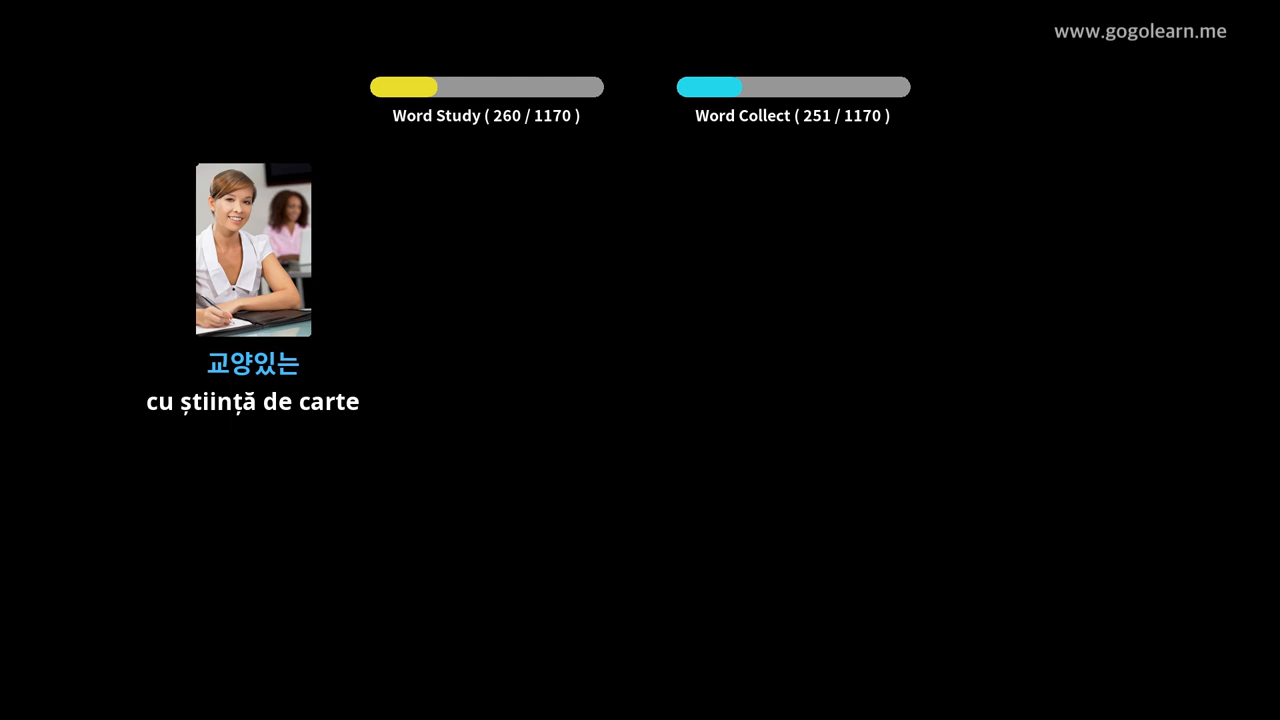 www.gogolearn.me
Word Study ( 260 / 1170 )
Word Collect ( 251 / 1170 )
교양있는
cu știință de carte